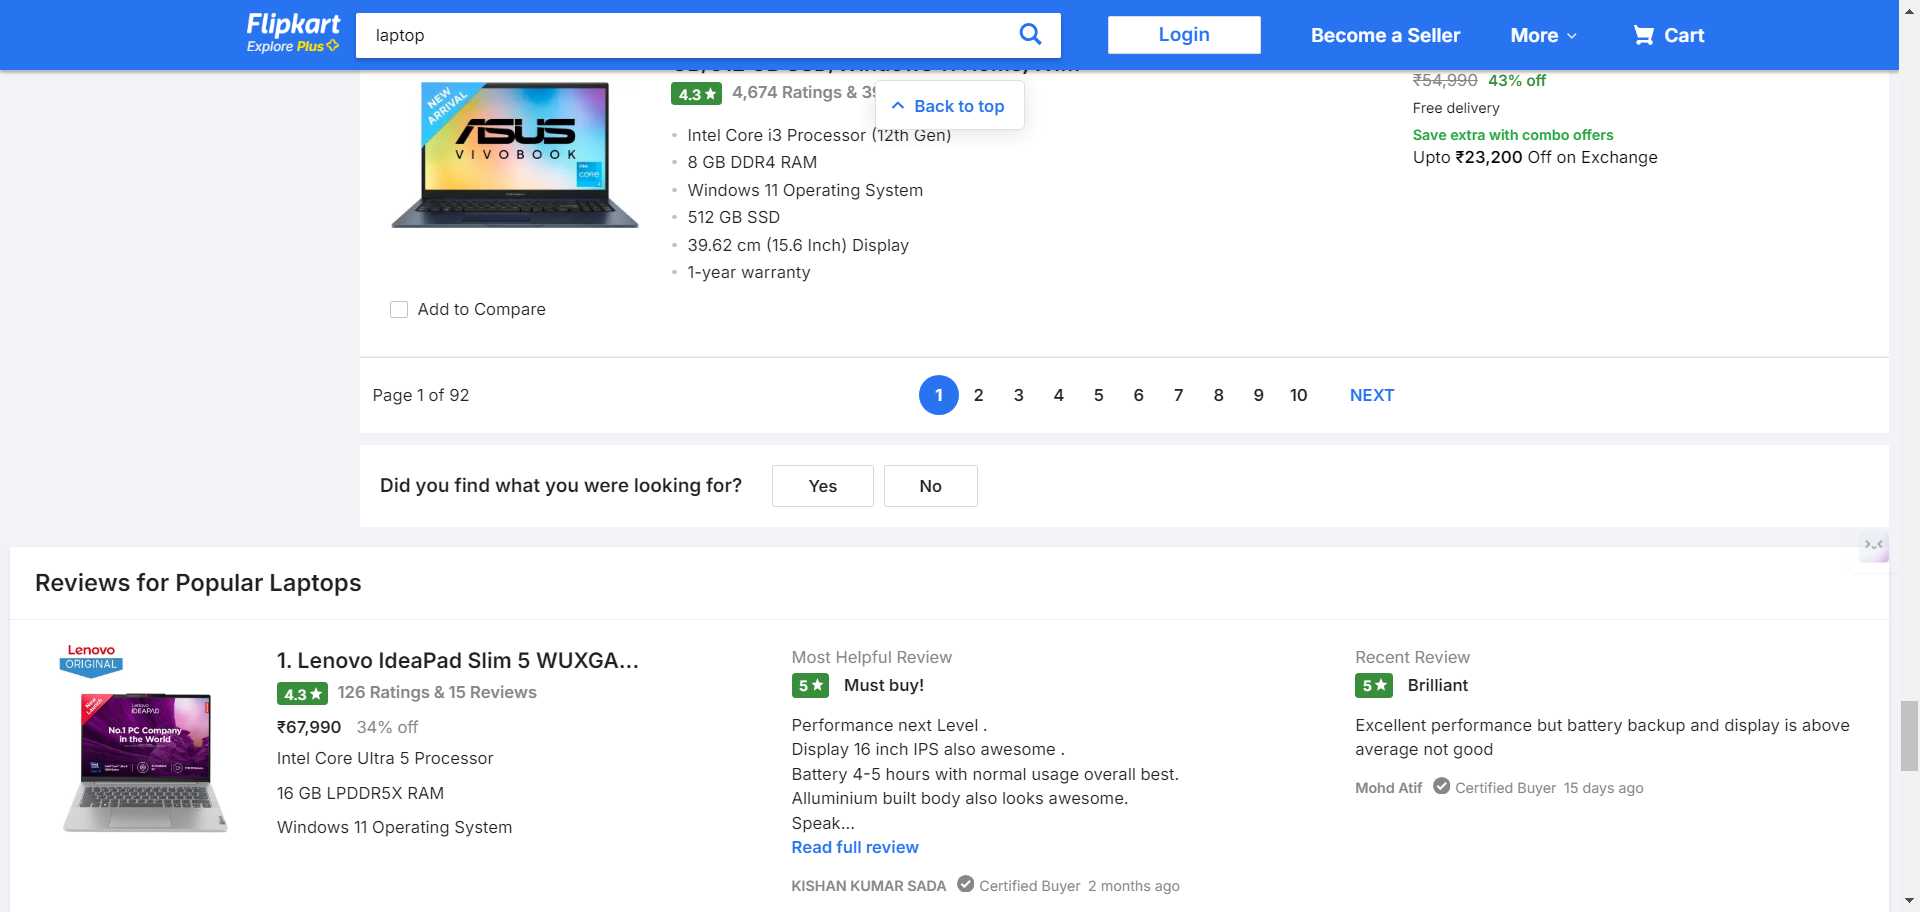 Flipkart
Explore Plus
laptop
Login
Become a Seller
More
Cart
4.3
4,674 Ratings & 39
Back to top
₹54,990 43% off
Free delivery
Save extra with combo offers
Upto ₹23,200 Off on Exchange
NEW
ARRIVAL
ASUS
VIVOBOOK
intel
CORE
Intel Core i3 Processor (12th Gen)
8 GB DDR4 RAM
Windows 11 Operating System
512 GB SSD
39.62 cm (15.6 Inch) Display
1-year warranty
Add to Compare
Page 1 of 92
1 2 3 4 5 6 7 8 9 10 NEXT
Did you find what you were looking for?
Yes
No
Reviews for Popular Laptops
Lenovo
ORIGINAL
New
Launch
Lenovo
IDEAPAD
No.1 PC Company
in the World
1. Lenovo IdeaPad Slim 5 WUXGA...
4.3
126 Ratings & 15 Reviews
₹67,990 34% off
Intel Core Ultra 5 Processor
16 GB LPDDR5X RAM
Windows 11 Operating System
Most Helpful Review
5 Must buy!
Performance next Level .
Display 16 inch IPS also awesome .
Battery 4-5 hours with normal usage overall best.
Alluminium built body also looks awesome.
Speak...
Read full review
KISHAN KUMAR SADA Certified Buyer 2 months ago
Recent Review
5 Brilliant
Excellent performance but battery backup and display is above
average not good
Mohd Atif Certified Buyer 15 days ago